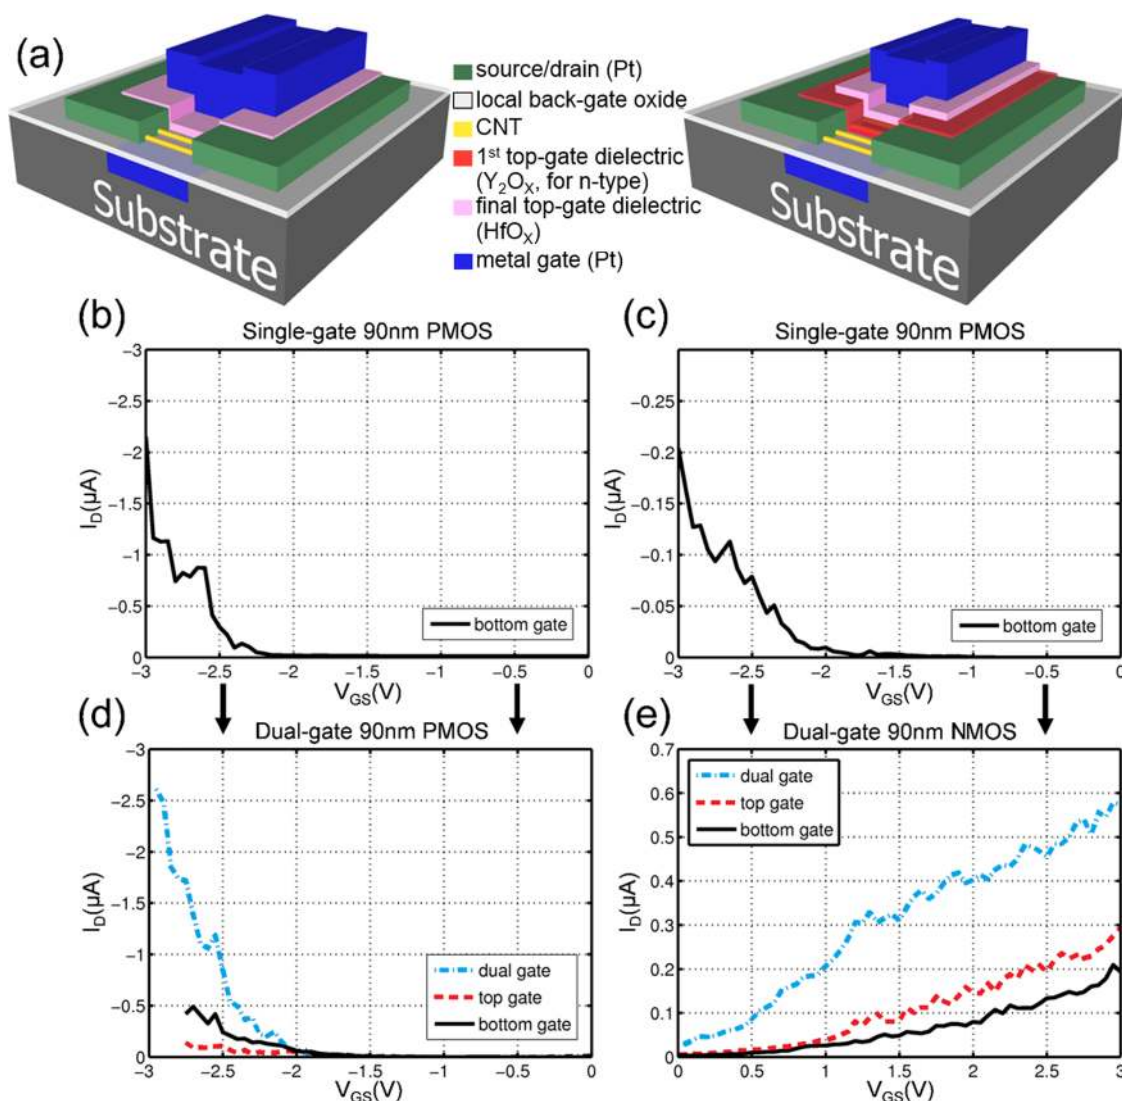 (a)
source/drain (Pt)
local back-gate oxide
CNT
1st top-gate dielectric
(Y2OX, for n-type)
final top-gate dielectric
(HfOX)
metal gate (Pt)
Substrate
Substrate
(b)
Single-gate 90nm PMOS
−3
−2.5
−2
−1.5
−1
−0.5
0
ID(µA)
bottom gate
−3 −2.5 −2 −1.5 −1 −0.5 0
VGS(V)
(c)
Single-gate 90nm PMOS
−0.25
−0.2
−0.15
−0.1
−0.05
0
ID(µA)
bottom gate
−3 −2.5 −2 −1.5 −1 −0.5 0
VGS(V)
(d)
Dual-gate 90nm PMOS
−3
−2.5
−2
−1.5
−1
−0.5
0
ID(µA)
dual gate
top gate
bottom gate
−3 −2.5 −2 −1.5 −1 −0.5 0
VGS(V)
(e)
Dual-gate 90nm NMOS
0.7
0.6
0.5
0.4
0.3
0.2
0.1
0
ID(µA)
dual gate
top gate
bottom gate
0 0.5 1 1.5 2 2.5 3
VGS(V)